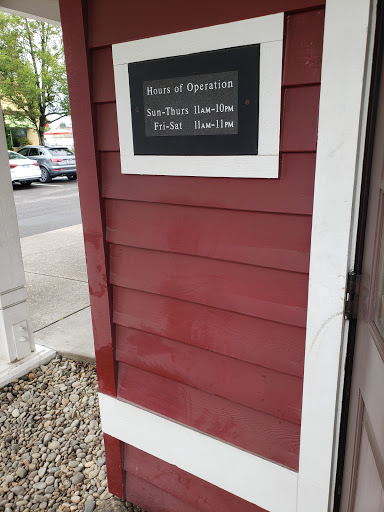 Hours of Operation
Sun-Thurs 11AM-10PM
Fri-Sat 11AM-11PM